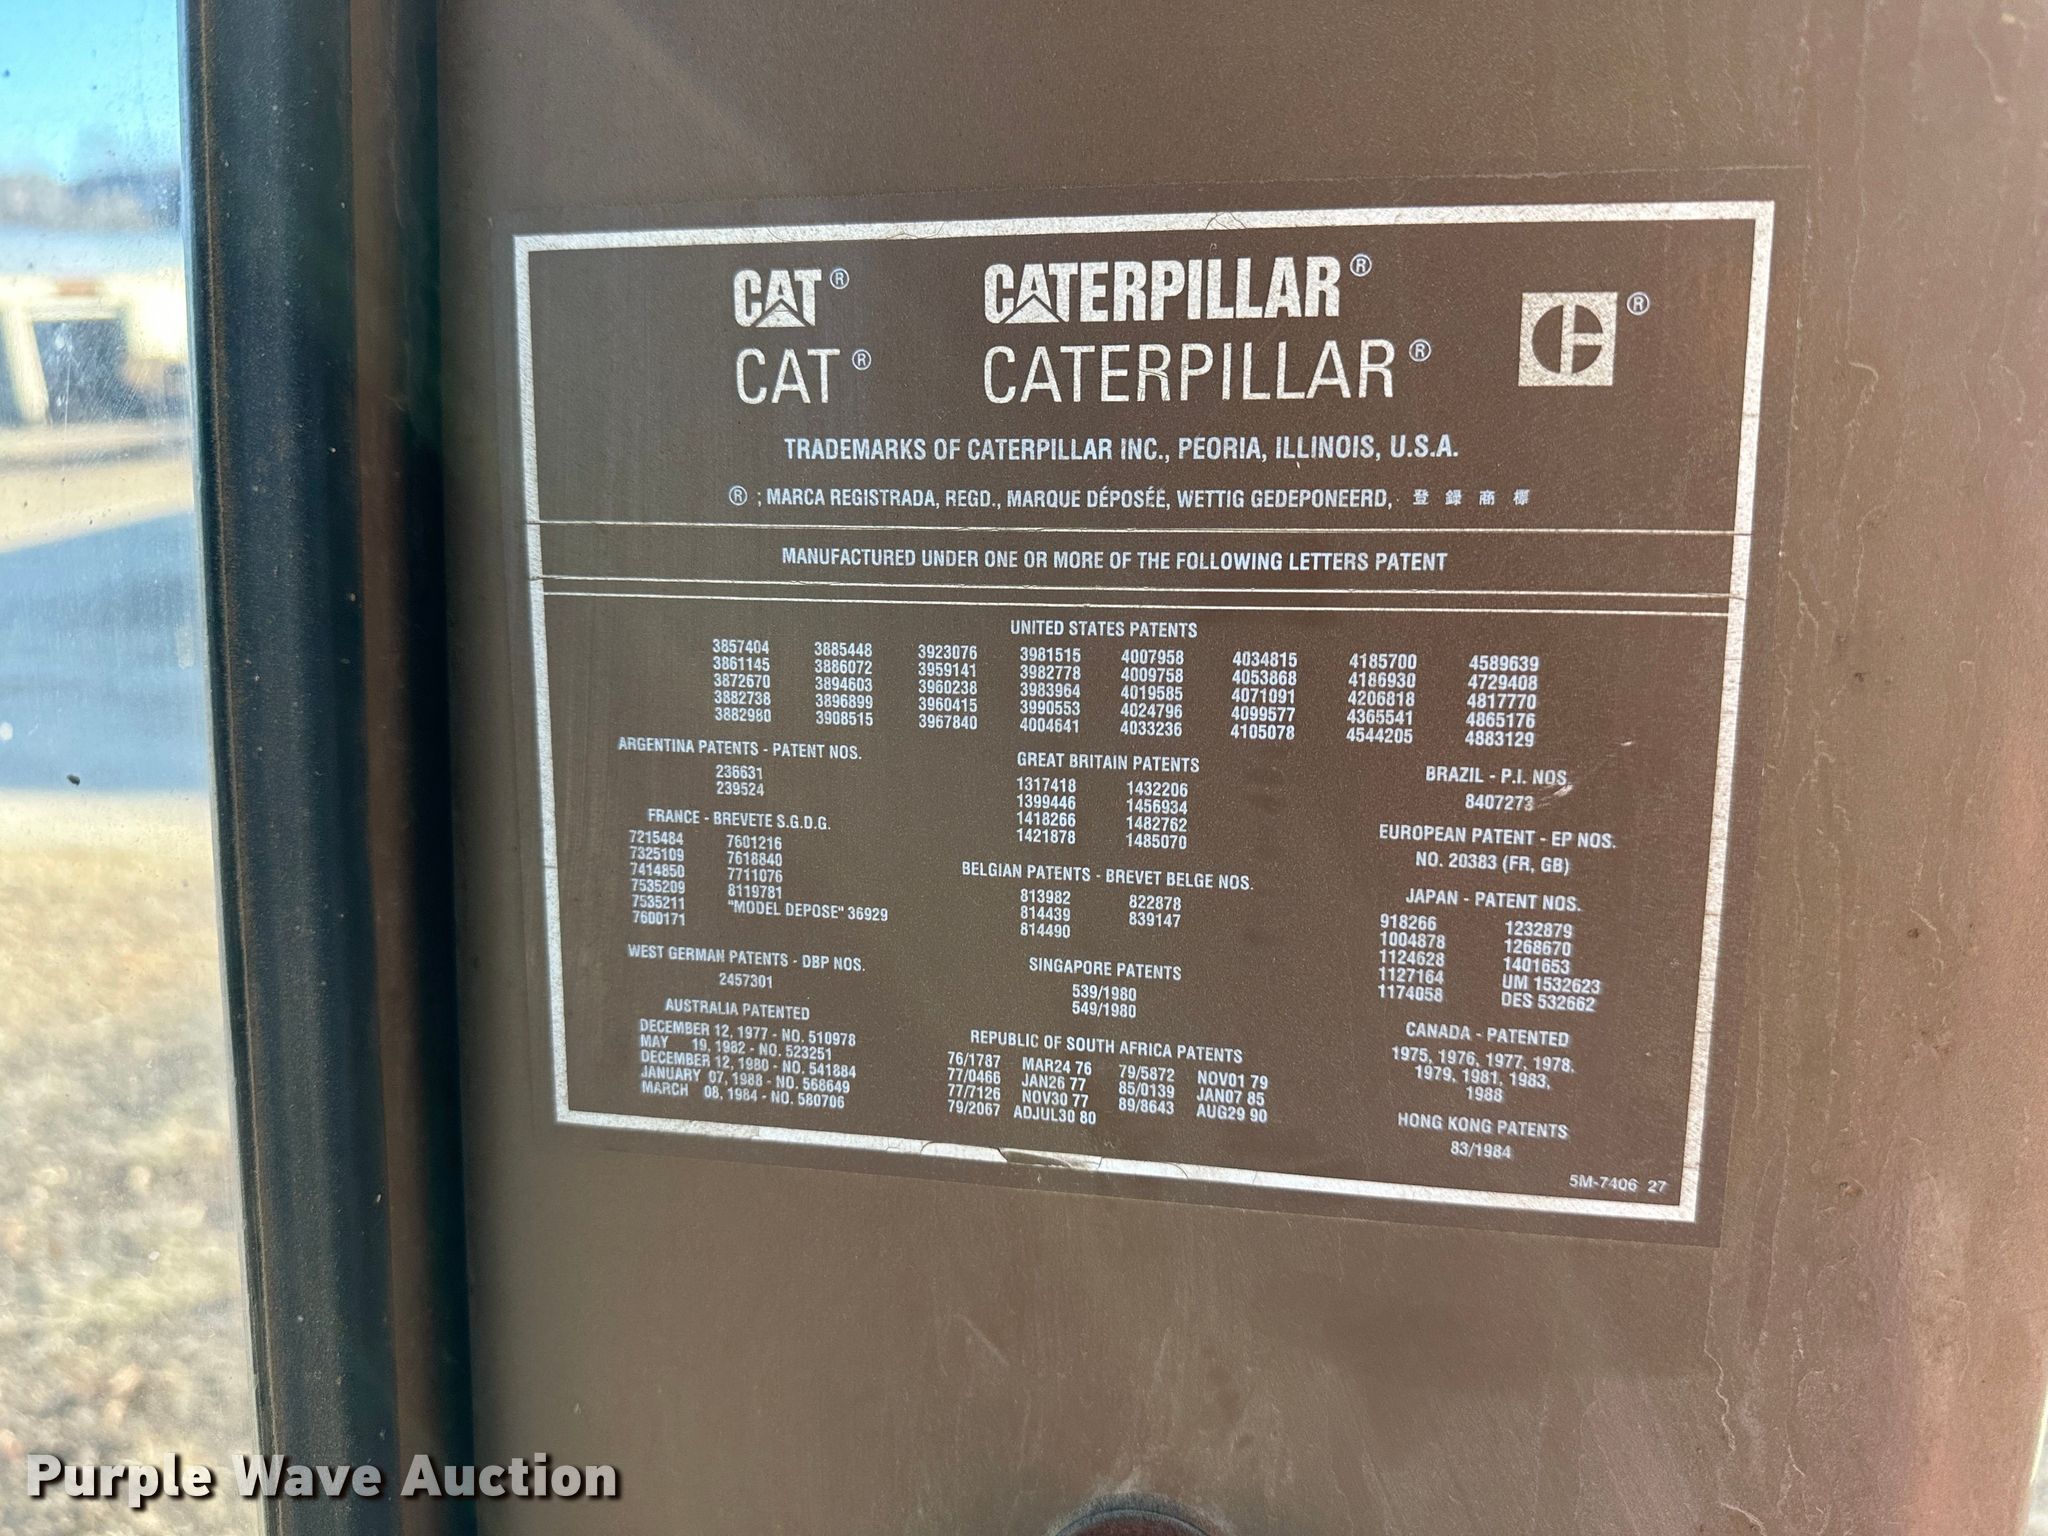 CAT® CATERPILLAR® ®
CAT® CATERPILLAR®
TRADEMARKS OF CATERPILLAR INC., PEORIA, ILLINOIS, U.S.A.
® ; MARCA REGISTRADA, REGD., MARQUE DÉPOSÉE, WETTIG GEDEPONEERD, 登録商標
MANUFACTURED UNDER ONE OR MORE OF THE FOLLOWING LETTERS PATENT
UNITED STATES PATENTS
3857404 3885448 3923076 3981515 4007958 4034815 4185700 4589639
3861145 3886072 3959141 3982778 4009758 4053868 4186930 4729408
3872670 3894603 3960238 3983964 4019585 4071091 4206818 4817770
3882738 3896899 3960415 3990553 4024796 4099577 4365541 4865176
3882980 3908515 3967840 4004641 4033236 4105078 4544205 4883129
ARGENTINA PATENTS - PATENT NOS.
236631
239524
FRANCE - BREVETE S.G.D.G.
7215484 7601216
7325109 7618840
7414850 7711076
7535209 8119781
7535211 "MODEL DEPOSE" 36929
7600171
WEST GERMAN PATENTS - DBP NOS.
2457301
AUSTRALIA PATENTED
DECEMBER 12, 1977 - NO. 510978
MAY 19, 1982 - NO. 523251
DECEMBER 12, 1980 - NO. 541884
JANUARY 07, 1988 - NO. 568649
MARCH 08, 1984 - NO. 580706
GREAT BRITAIN PATENTS
1317418 1432206
1399446 1456934
1418266 1482762
1421878 1485070
BELGIAN PATENTS - BREVET BELGE NOS.
813982 822878
814439 839147
814490
SINGAPORE PATENTS
539/1980
549/1980
REPUBLIC OF SOUTH AFRICA PATENTS
76/1787 MAR24 76 79/5872 NOV01 79
77/0466 JAN26 77 85/0139 JAN07 85
77/7126 NOV30 77 89/8643 AUG29 90
79/2067 ADJUL30 80
BRAZIL - P.I. NOS.
8407273
EUROPEAN PATENT - EP NOS.
NO. 20383 (FR, GB)
JAPAN - PATENT NOS.
918266 1232879
1004878 1268670
1124628 1401653
1127164 UM 1532623
1174058 DES 532662
CANADA - PATENTED
1975, 1976, 1977, 1978,
1979, 1981, 1983,
1988
HONG KONG PATENTS
83/1984
5M-7406 27
Purple Wave Auction